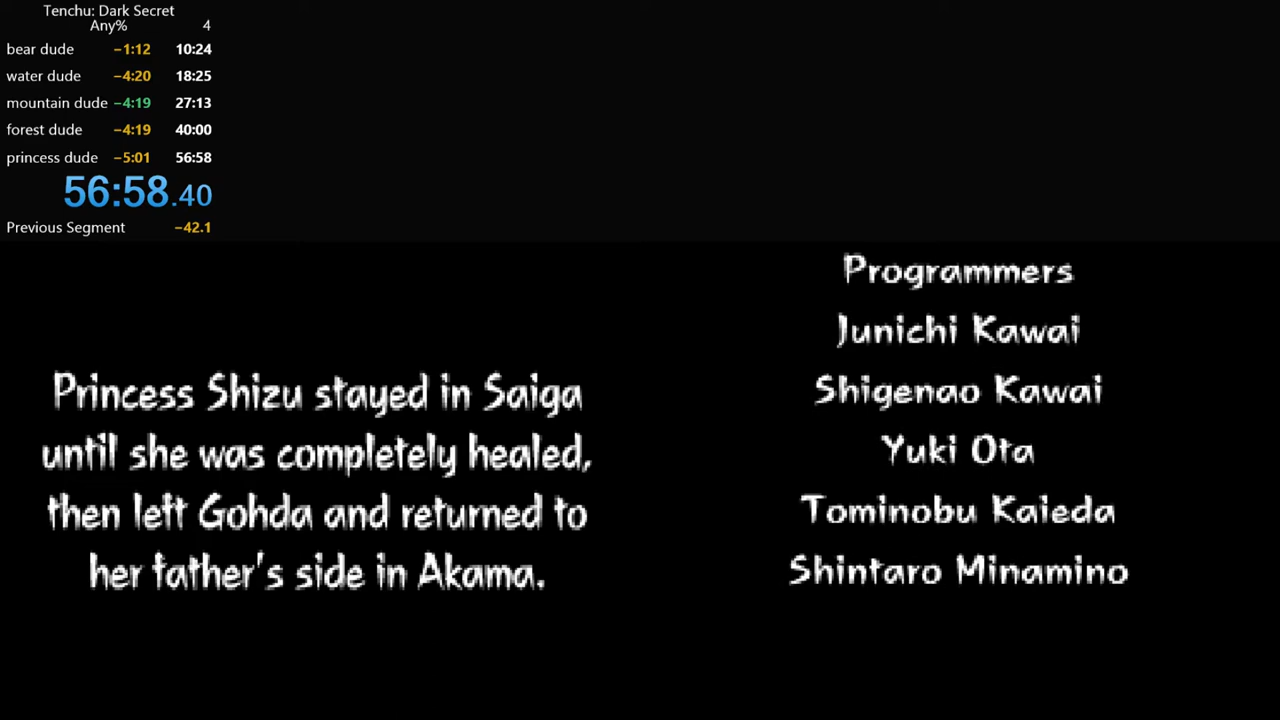 Tenchu: Dark Secret
Any% 4
bear dude −1:12 10:24
water dude −4:20 18:25
mountain dude −4:19 27:13
forest dude −4:19 40:00
princess dude −5:01 56:58
56:58.40
Previous Segment −42.1
Princess Shizu stayed in Saiga
until she was completely healed,
then left Gohda and returned to
her father's side in Akama.
Programmers
Junichi Kawai
Shigenao Kawai
Yuki Ota
Tominobu Kaieda
Shintaro Minamino